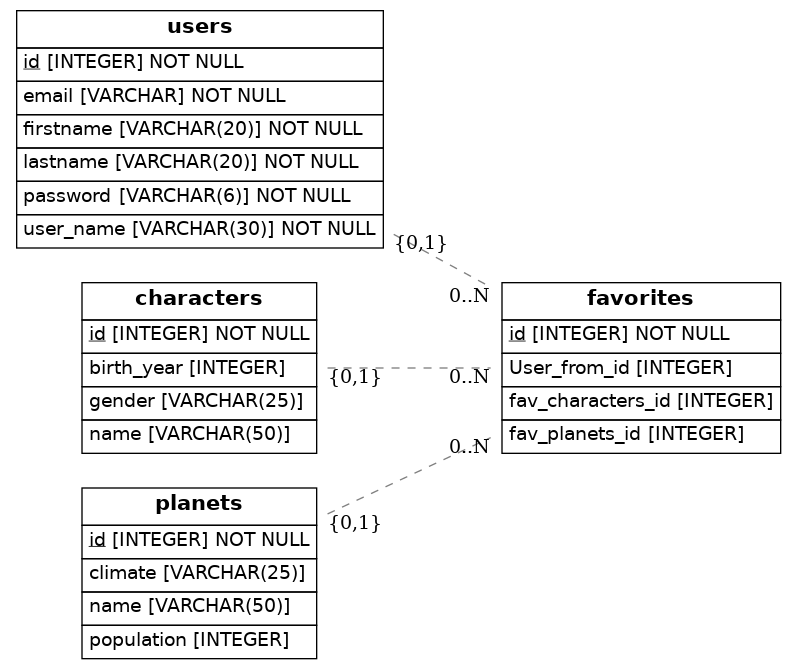 users
id [INTEGER] NOT NULL
email [VARCHAR] NOT NULL
firstname [VARCHAR(20)] NOT NULL
lastname [VARCHAR(20)] NOT NULL
password [VARCHAR(6)] NOT NULL
user_name [VARCHAR(30)] NOT NULL
{0,1}
0..N
characters
id [INTEGER] NOT NULL
birth_year [INTEGER]
gender [VARCHAR(25)]
name [VARCHAR(50)]
{0,1}
0..N
favorites
id [INTEGER] NOT NULL
User_from_id [INTEGER]
fav_characters_id [INTEGER]
fav_planets_id [INTEGER]
0..N
{0,1}
planets
id [INTEGER] NOT NULL
climate [VARCHAR(25)]
name [VARCHAR(50)]
population [INTEGER]